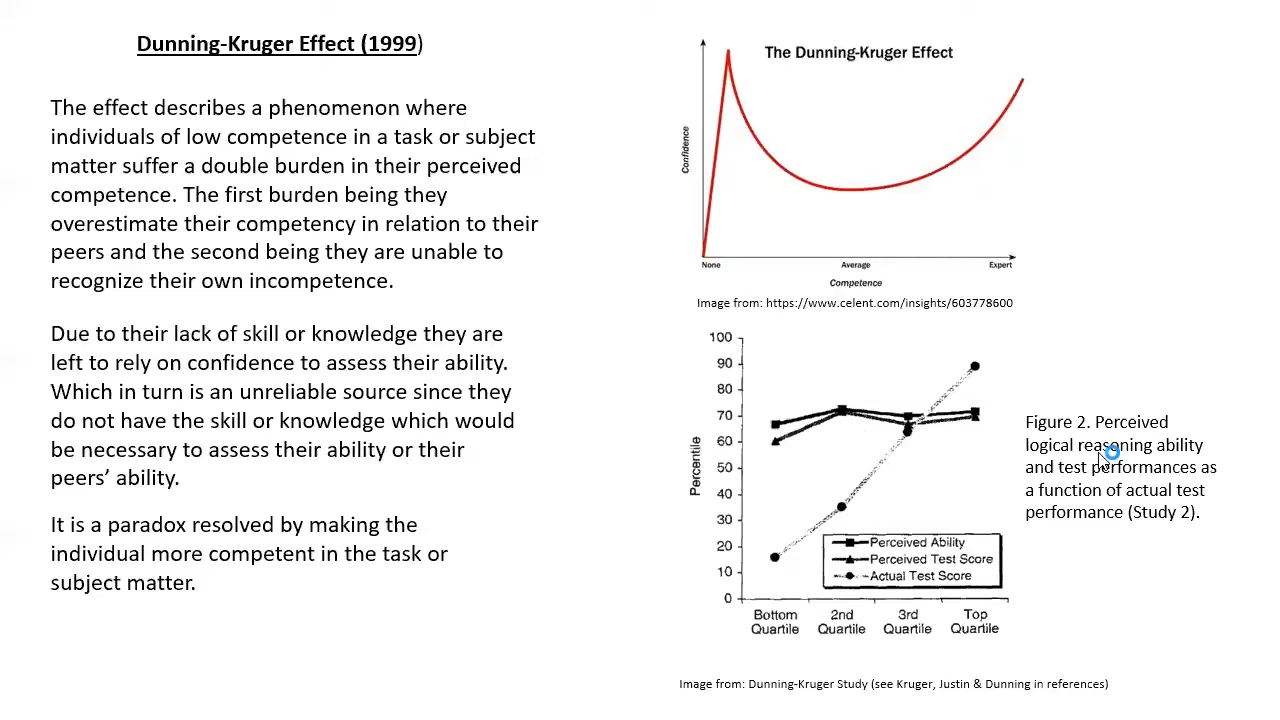 Dunning-Kruger Effect (1999)
The effect describes a phenomenon where
individuals of low competence in a task or subject
matter suffer a double burden in their perceived
competence. The first burden being they
overestimate their competency in relation to their
peers and the second being they are unable to
recognize their own incompetence.
Due to their lack of skill or knowledge they are
left to rely on confidence to assess their ability.
Which in turn is an unreliable source since they
do not have the skill or knowledge which would
be necessary to assess their ability or their
peers’ ability.
It is a paradox resolved by making the
individual more competent in the task or
subject matter.
The Dunning-Kruger Effect
Confidence
None
Average
Expert
Competence
Image from: https://www.celent.com/insights/603778600
100
90
80
70
60
50
40
30
20
10
0
Percentile
Perceived Ability
Perceived Test Score
Actual Test Score
Bottom
Quartile
2nd
Quartile
3rd
Quartile
Top
Quartile
Figure 2. Perceived
logical reasoning ability
and test performances as
a function of actual test
performance (Study 2).
Image from: Dunning-Kruger Study (see Kruger, Justin & Dunning in references)